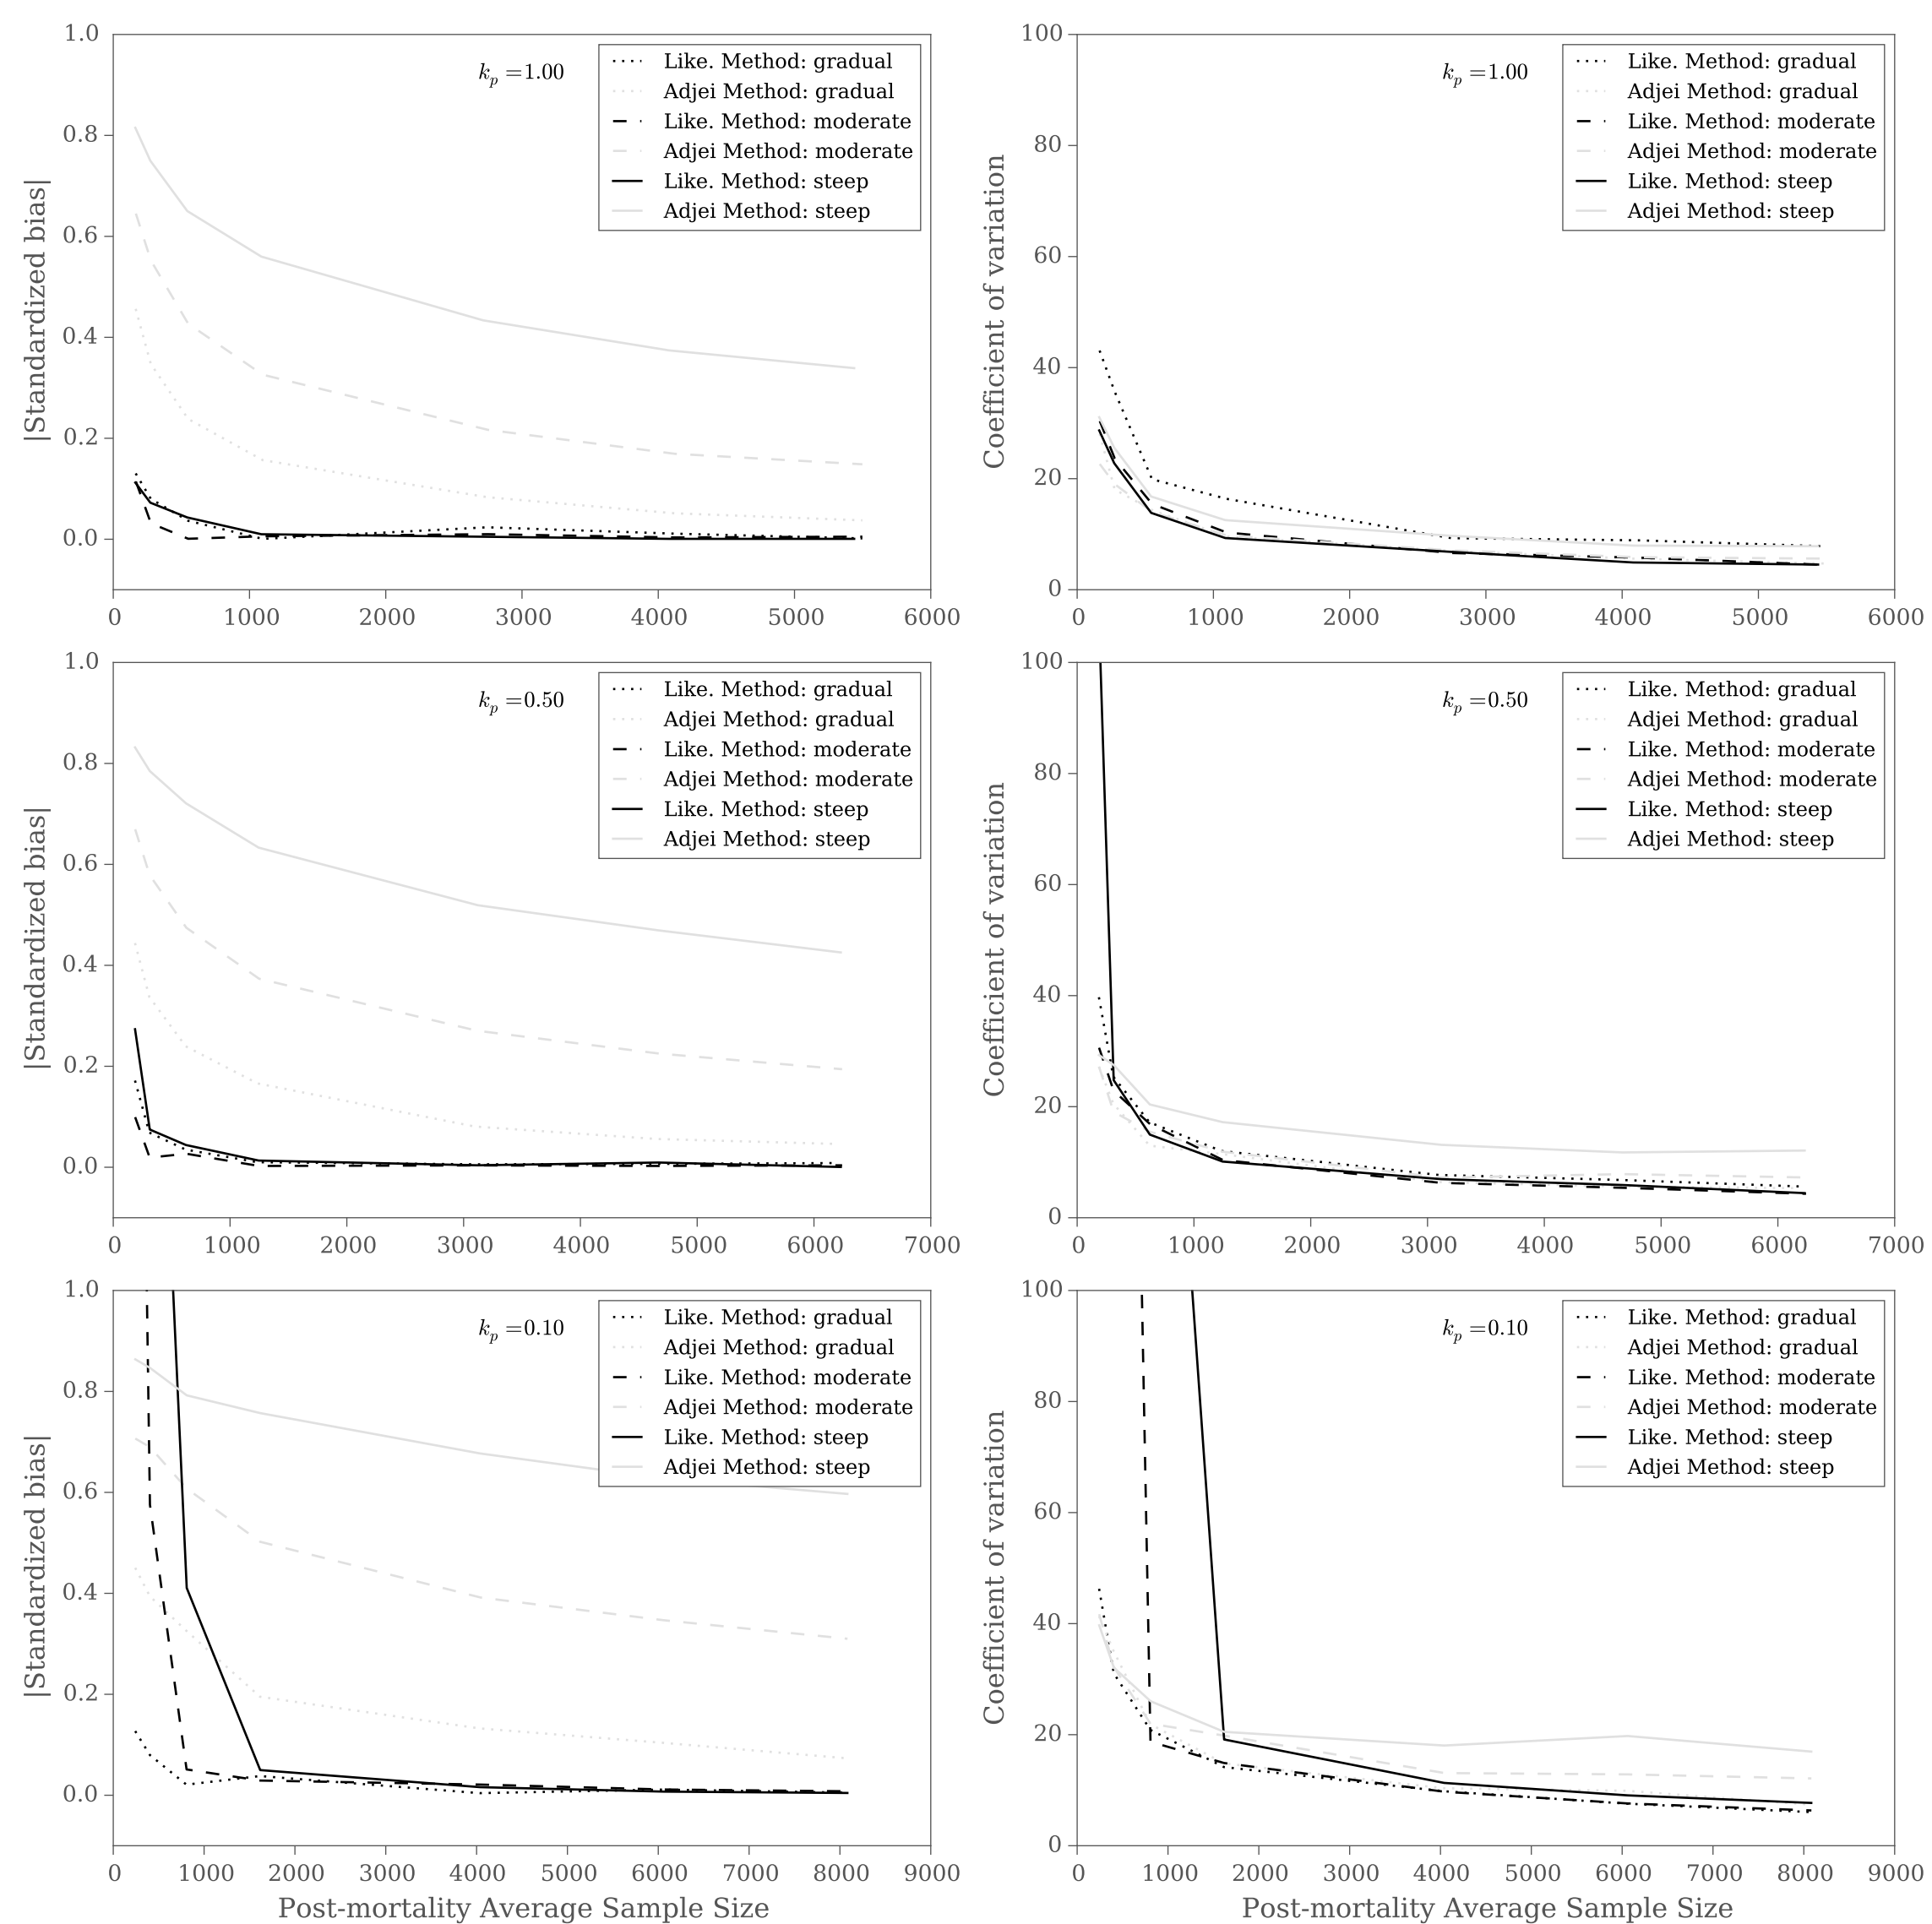 1.0
0.8
0.6
0.4
0.2
0.0
|Standardized bias|
k_p =1.00
Like. Method: gradual
Adjei Method: gradual
Like. Method: moderate
Adjei Method: moderate
Like. Method: steep
Adjei Method: steep
0 1000 2000 3000 4000 5000 6000
100
80
60
40
20
0
Coefficient of variation
k_p =1.00
Like. Method: gradual
Adjei Method: gradual
Like. Method: moderate
Adjei Method: moderate
Like. Method: steep
Adjei Method: steep
0 1000 2000 3000 4000 5000 6000
1.0
0.8
0.6
0.4
0.2
0.0
|Standardized bias|
k_p =0.50
Like. Method: gradual
Adjei Method: gradual
Like. Method: moderate
Adjei Method: moderate
Like. Method: steep
Adjei Method: steep
0 1000 2000 3000 4000 5000 6000 7000
100
80
60
40
20
0
Coefficient of variation
k_p =0.50
Like. Method: gradual
Adjei Method: gradual
Like. Method: moderate
Adjei Method: moderate
Like. Method: steep
Adjei Method: steep
0 1000 2000 3000 4000 5000 6000 7000
1.0
0.8
0.6
0.4
0.2
0.0
|Standardized bias|
k_p =0.10
Like. Method: gradual
Adjei Method: gradual
Like. Method: moderate
Adjei Method: moderate
Like. Method: steep
Adjei Method: steep
0 1000 2000 3000 4000 5000 6000 7000 8000 9000
Post-mortality Average Sample Size
100
80
60
40
20
0
Coefficient of variation
k_p =0.10
Like. Method: gradual
Adjei Method: gradual
Like. Method: moderate
Adjei Method: moderate
Like. Method: steep
Adjei Method: steep
0 1000 2000 3000 4000 5000 6000 7000 8000 9000
Post-mortality Average Sample Size